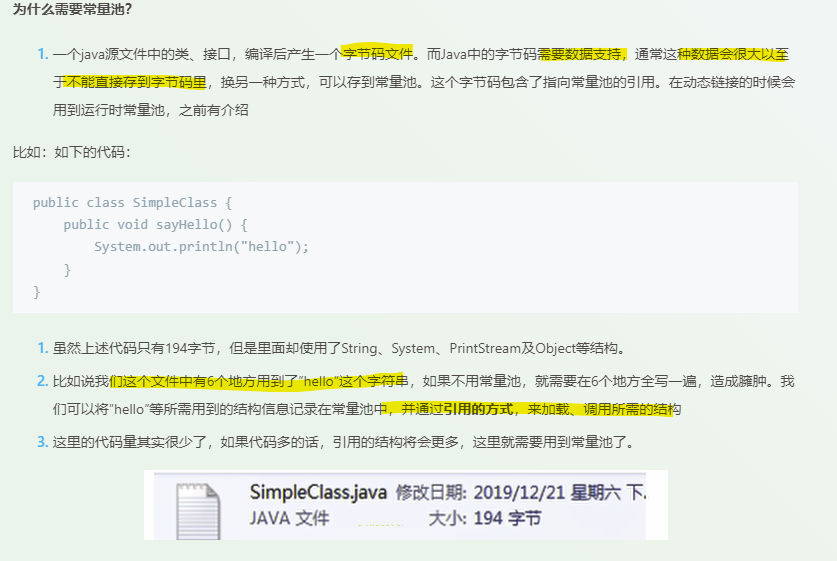 为什么需要常量池？
1. 一个java源文件中的类、接口，编译后产生一个字节码文件。而Java中的字节码需要数据支持，通常这种数据会很大以至
于不能直接存到字节码里，换另一种方式，可以存到常量池。这个字节码包含了指向常量池的引用。在动态链接的时候会
用到运行时常量池，之前有介绍
比如：如下的代码：
public class SimpleClass {
    public void sayHello() {
        System.out.println("hello");
    }
}
1. 虽然上述代码只有194字节，但是里面却使用了String、System、PrintStream及Object等结构。
2. 比如说我们这个文件中有6个地方用到了"hello"这个字符串，如果不用常量池，就需要在6个地方全写一遍，造成臃肿。我
们可以将"hello"等所需用到的结构信息记录在常量池中，并通过引用的方式，来加载、调用所需的结构
3. 这里的代码量其实很少了，如果代码多的话，引用的结构将会更多，这里就需要用到常量池了。
SimpleClass.java 修改日期: 2019/12/21 星期六 下.
JAVA 文件 大小: 194 字节